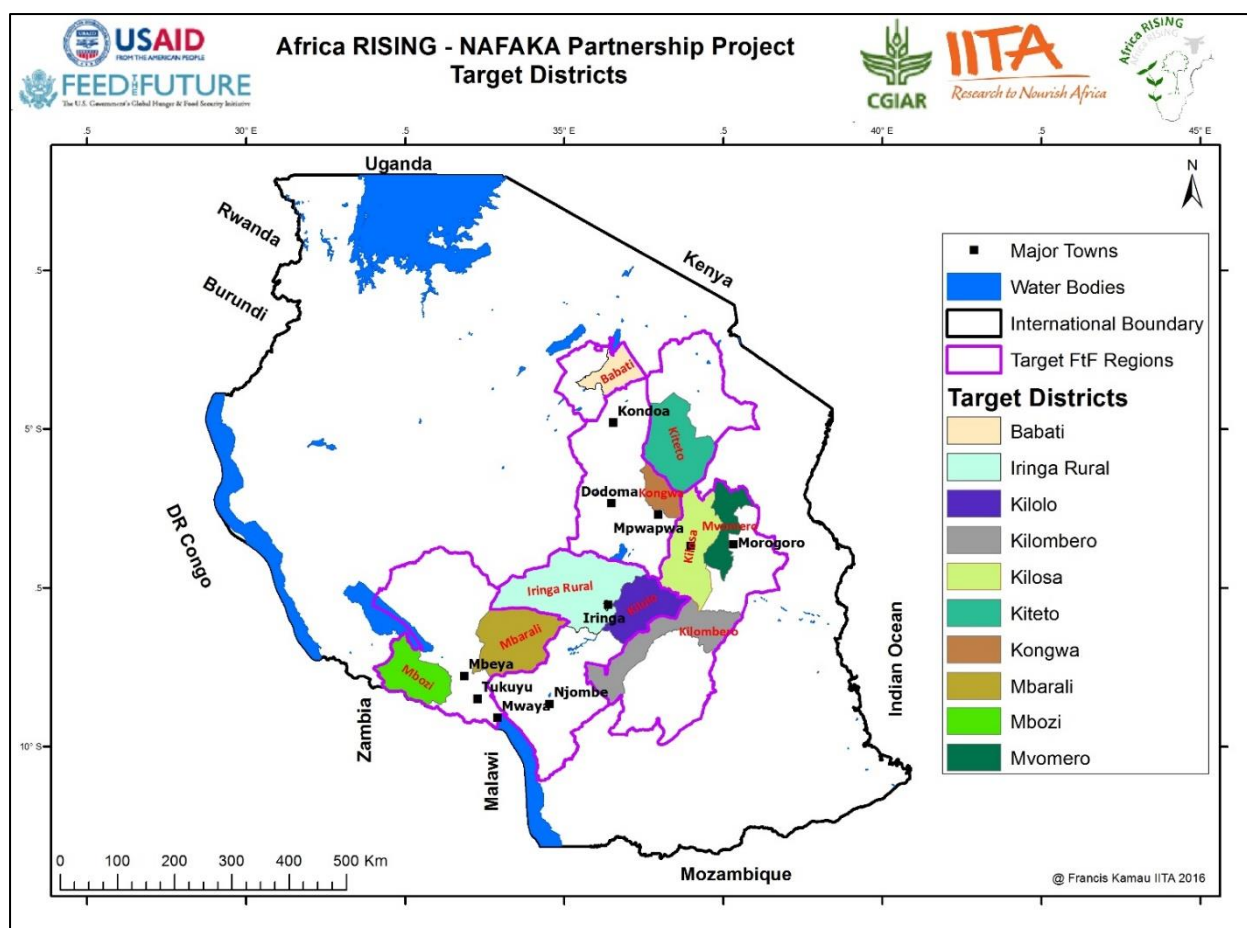 USAID
FROM THE AMERICAN PEOPLE
FEED THE FUTURE
The U.S. Government's Global Hunger & Food Security Initiative
Africa RISING - NAFAKA Partnership Project
Target Districts
CGIAR
IITA
Research to Nourish Africa
Africa RISING
.5
30° E
.5
35° E
.5
40° E
.5
45° E
Uganda
Rwanda
Burundi
Kenya
N
.5
.5
5° S
5° S
.5
.5
10° S
10° S
DR Congo
Zambia
Malawi
Mozambique
Indian Ocean
Babati
Kondoa
Kiteto
Dodoma
Kongwa
Mpwapwa
Kilosa
Mvomero
Morogoro
Iringa Rural
Iringa
Kilolo
Kilombero
Mbarali
Mbozi
Mbeya
Tukuyu
Mwaya
Njombe
Major Towns
Water Bodies
International Boundary
Target FtF Regions
Target Districts
Babati
Iringa Rural
Kilolo
Kilombero
Kilosa
Kiteto
Kongwa
Mbarali
Mbozi
Mvomero
0 100 200 300 400 500 Km
@ Francis Kamau IITA 2016